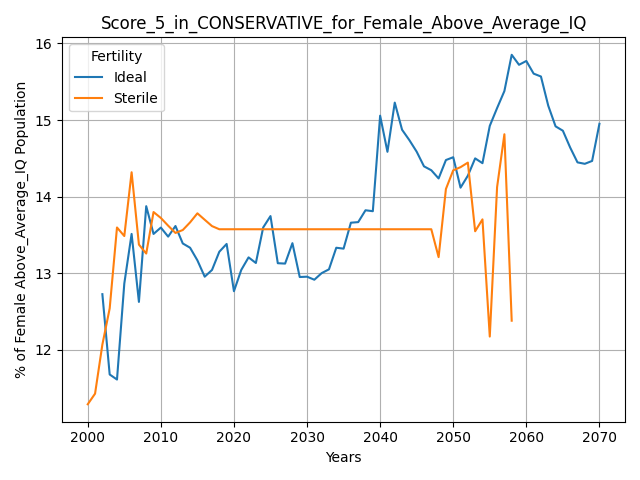 Score_5_in_CONSERVATIVE_for_Female_Above_Average_IQ
Fertility
Ideal
Sterile
% of Female Above_Average_IQ Population
16
15
14
13
12
2000 2010 2020 2030 2040 2050 2060 2070
Years